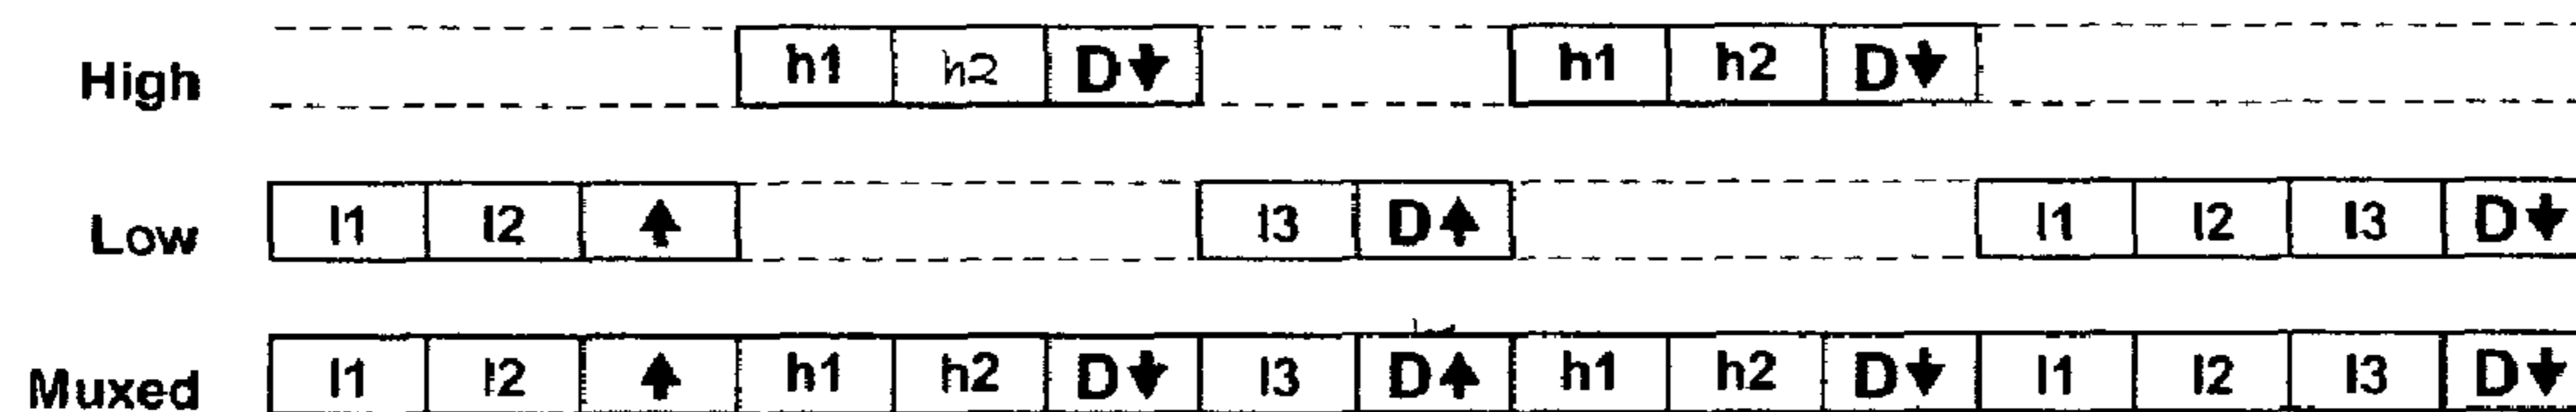 High h1 h2 D↓ h1 h2 D↓
Low l1 l2 ↑ l3 D↑ l1 l2 l3 D↓
Muxed l1 l2 ↑ h1 h2 D↓ l3 D↑ h1 h2 D↓ l1 l2 l3 D↓